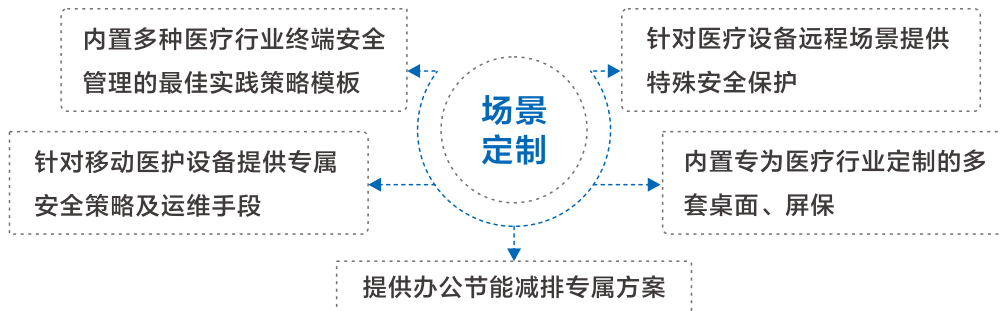 内置多种医疗行业终端安全
管理的最佳实践策略模板
针对医疗设备远程场景提供
特殊安全保护
场景
定制
针对移动医护设备提供专属
安全策略及运维手段
内置专为医疗行业定制的多
套桌面、屏保
提供办公节能减排专属方案